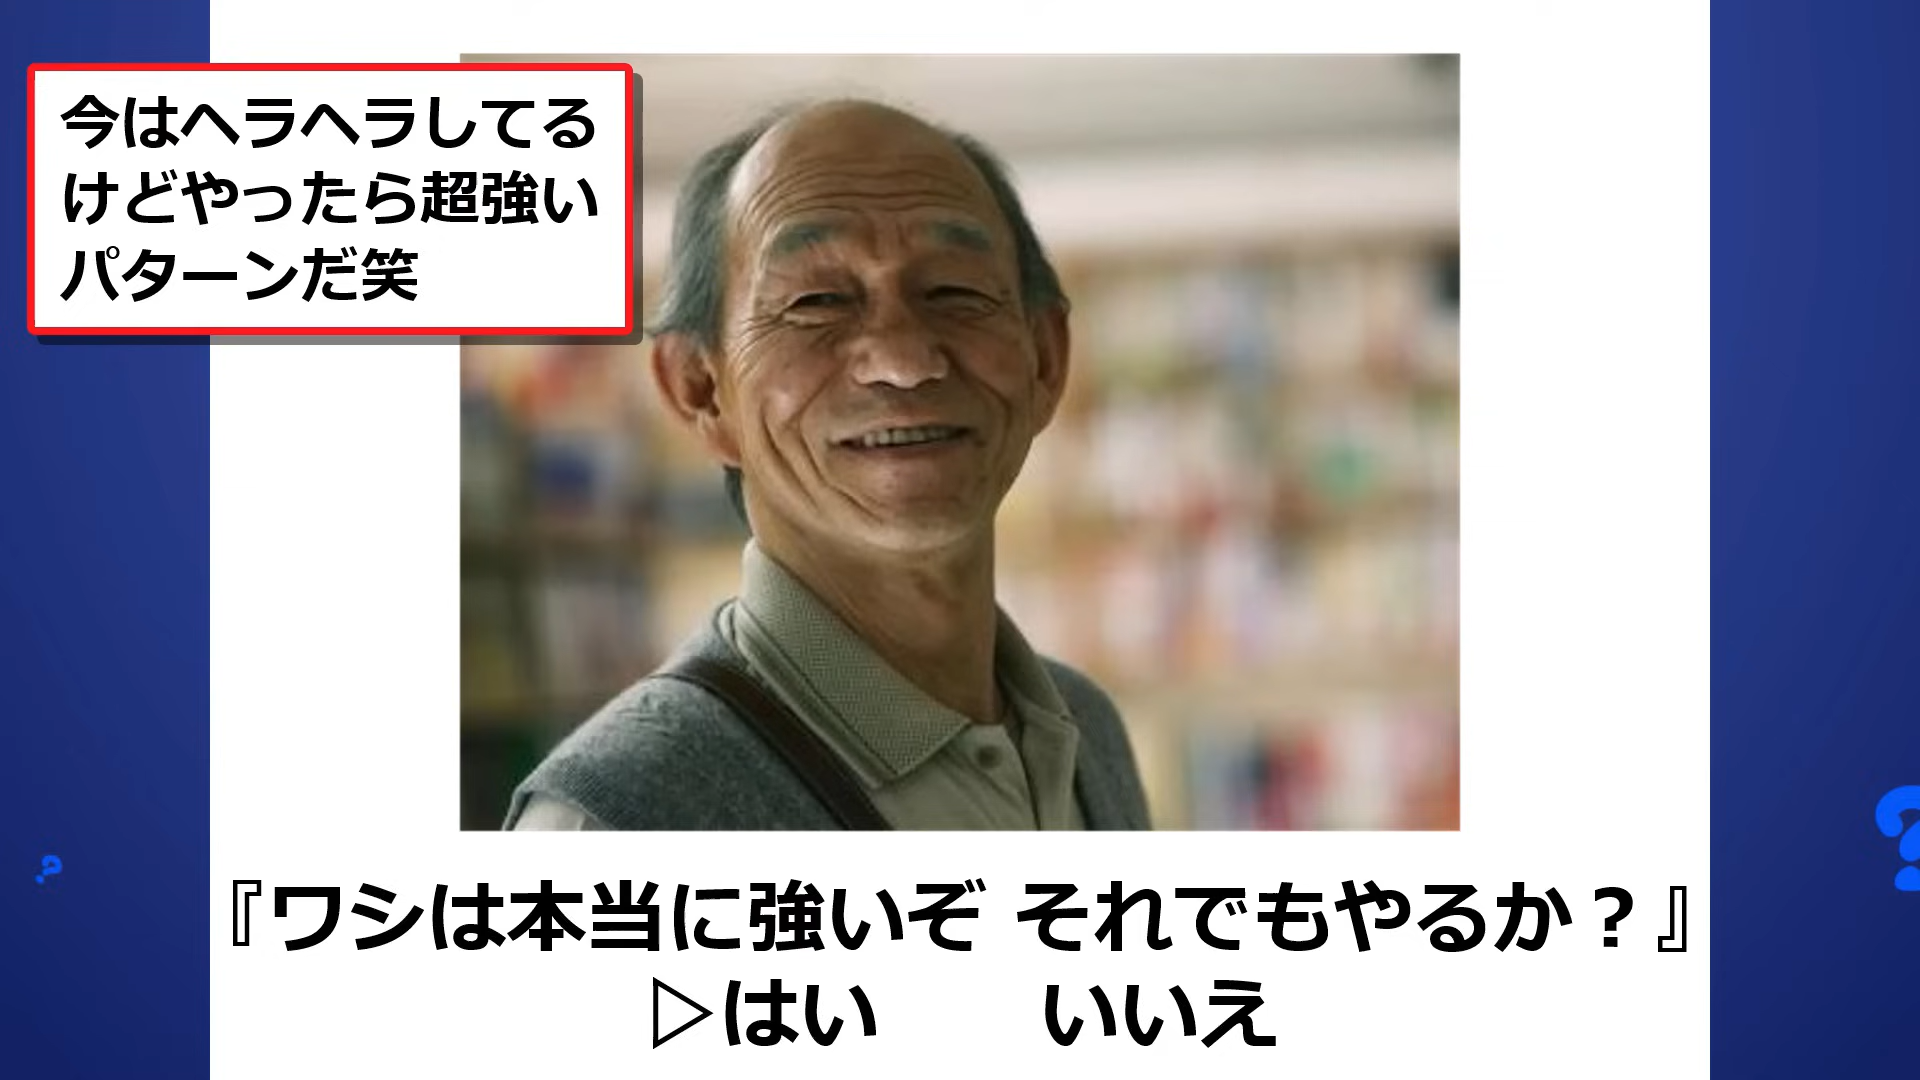 今はヘラヘラしてる
けどやったら超強い
パターンだ笑
『ワシは本当に強いぞ それでもやるか？』
▷はい　　いいえ